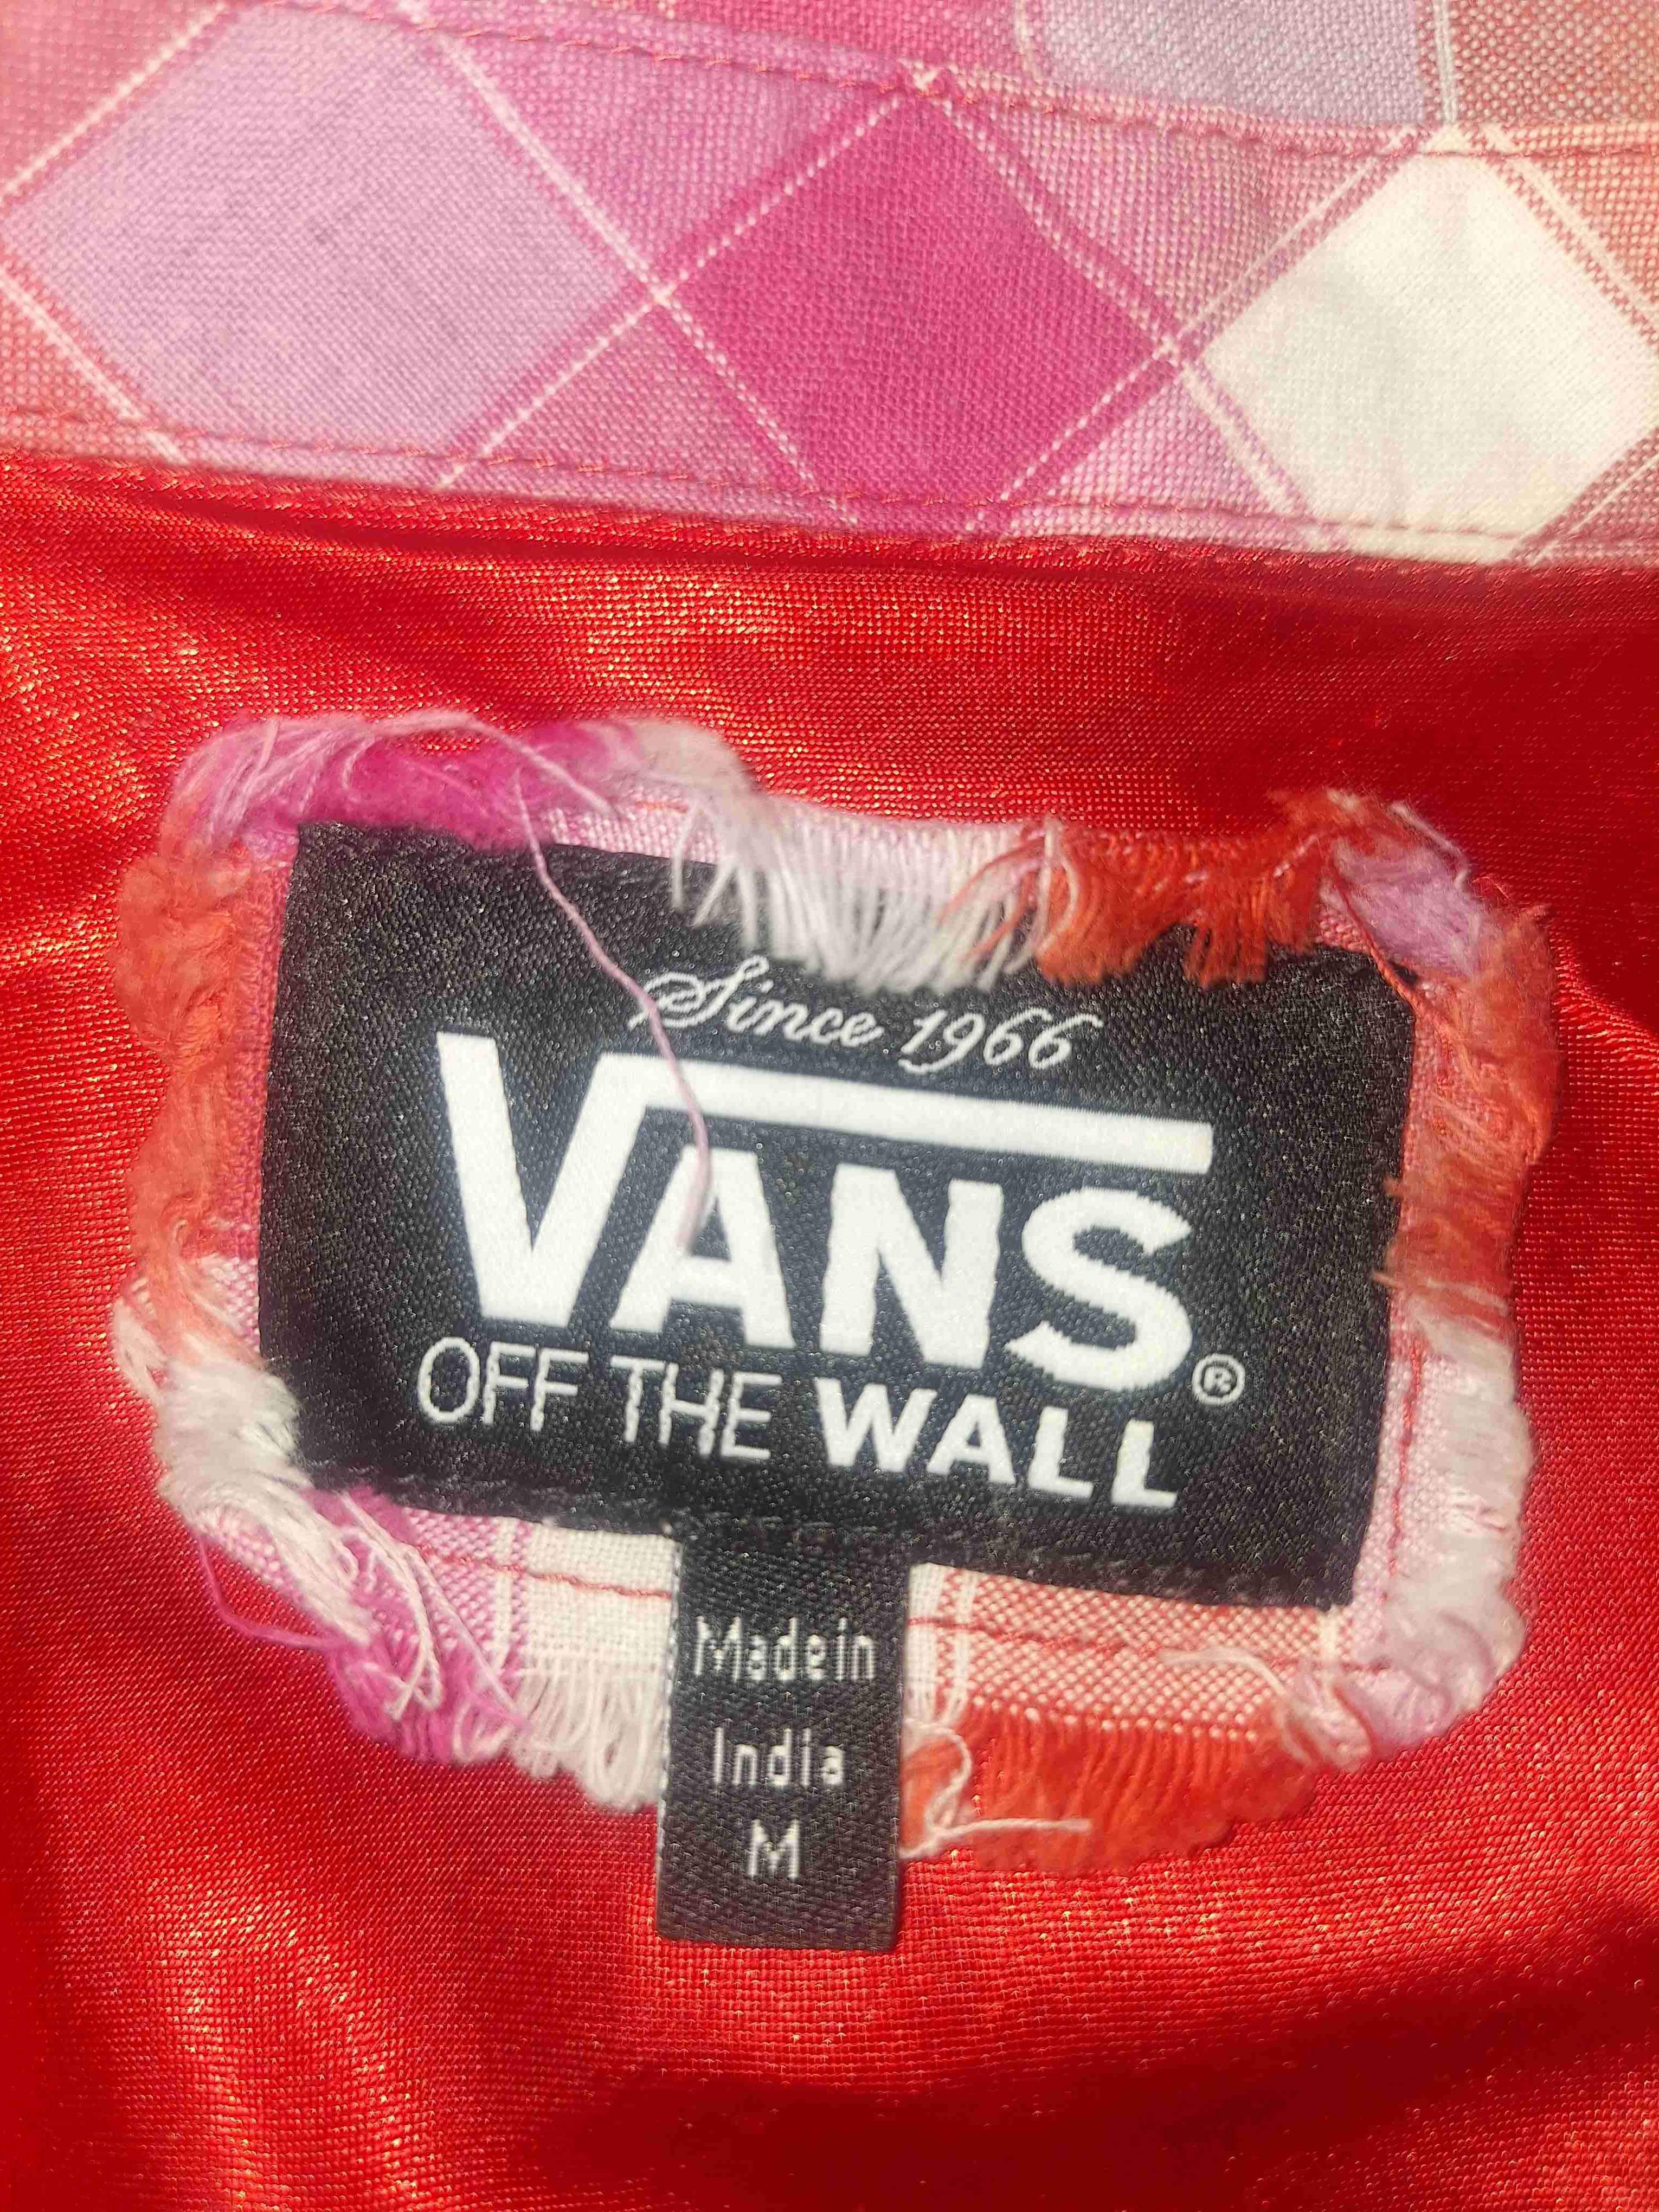 Since 1966
VANS®
OFF THE WALL
Made in
India
M